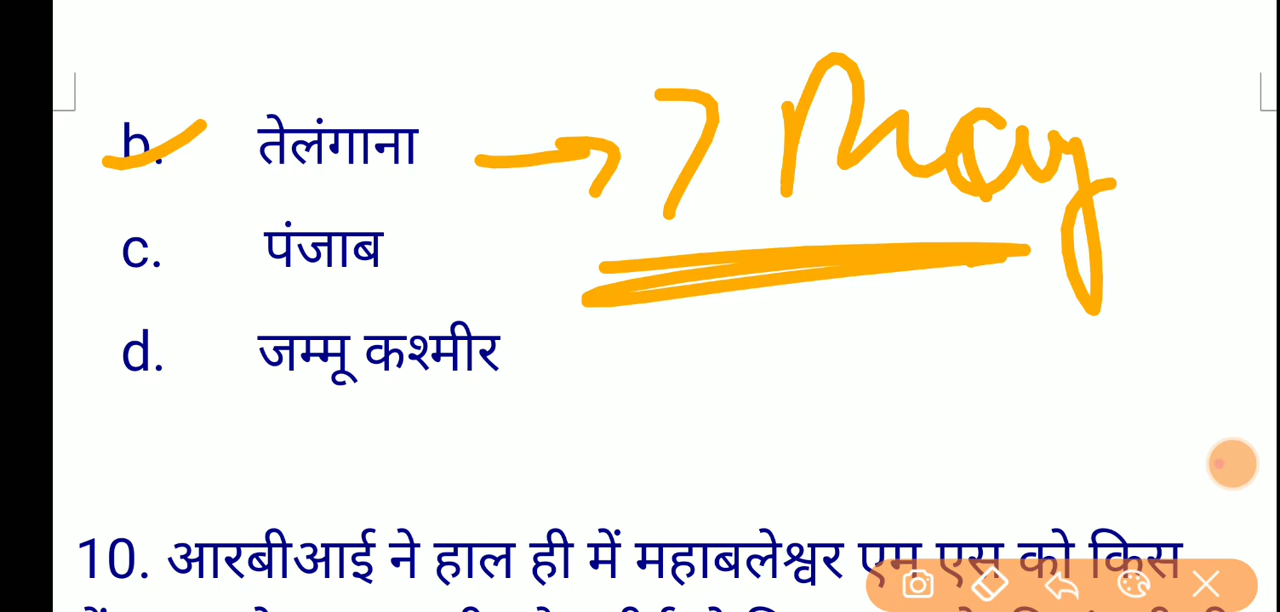 b. तेलंगाना → 7 May
c. पंजाब
d. जम्मू कश्मीर
10. आरबीआई ने हाल ही में महाबलेश्वर एम एस को किस